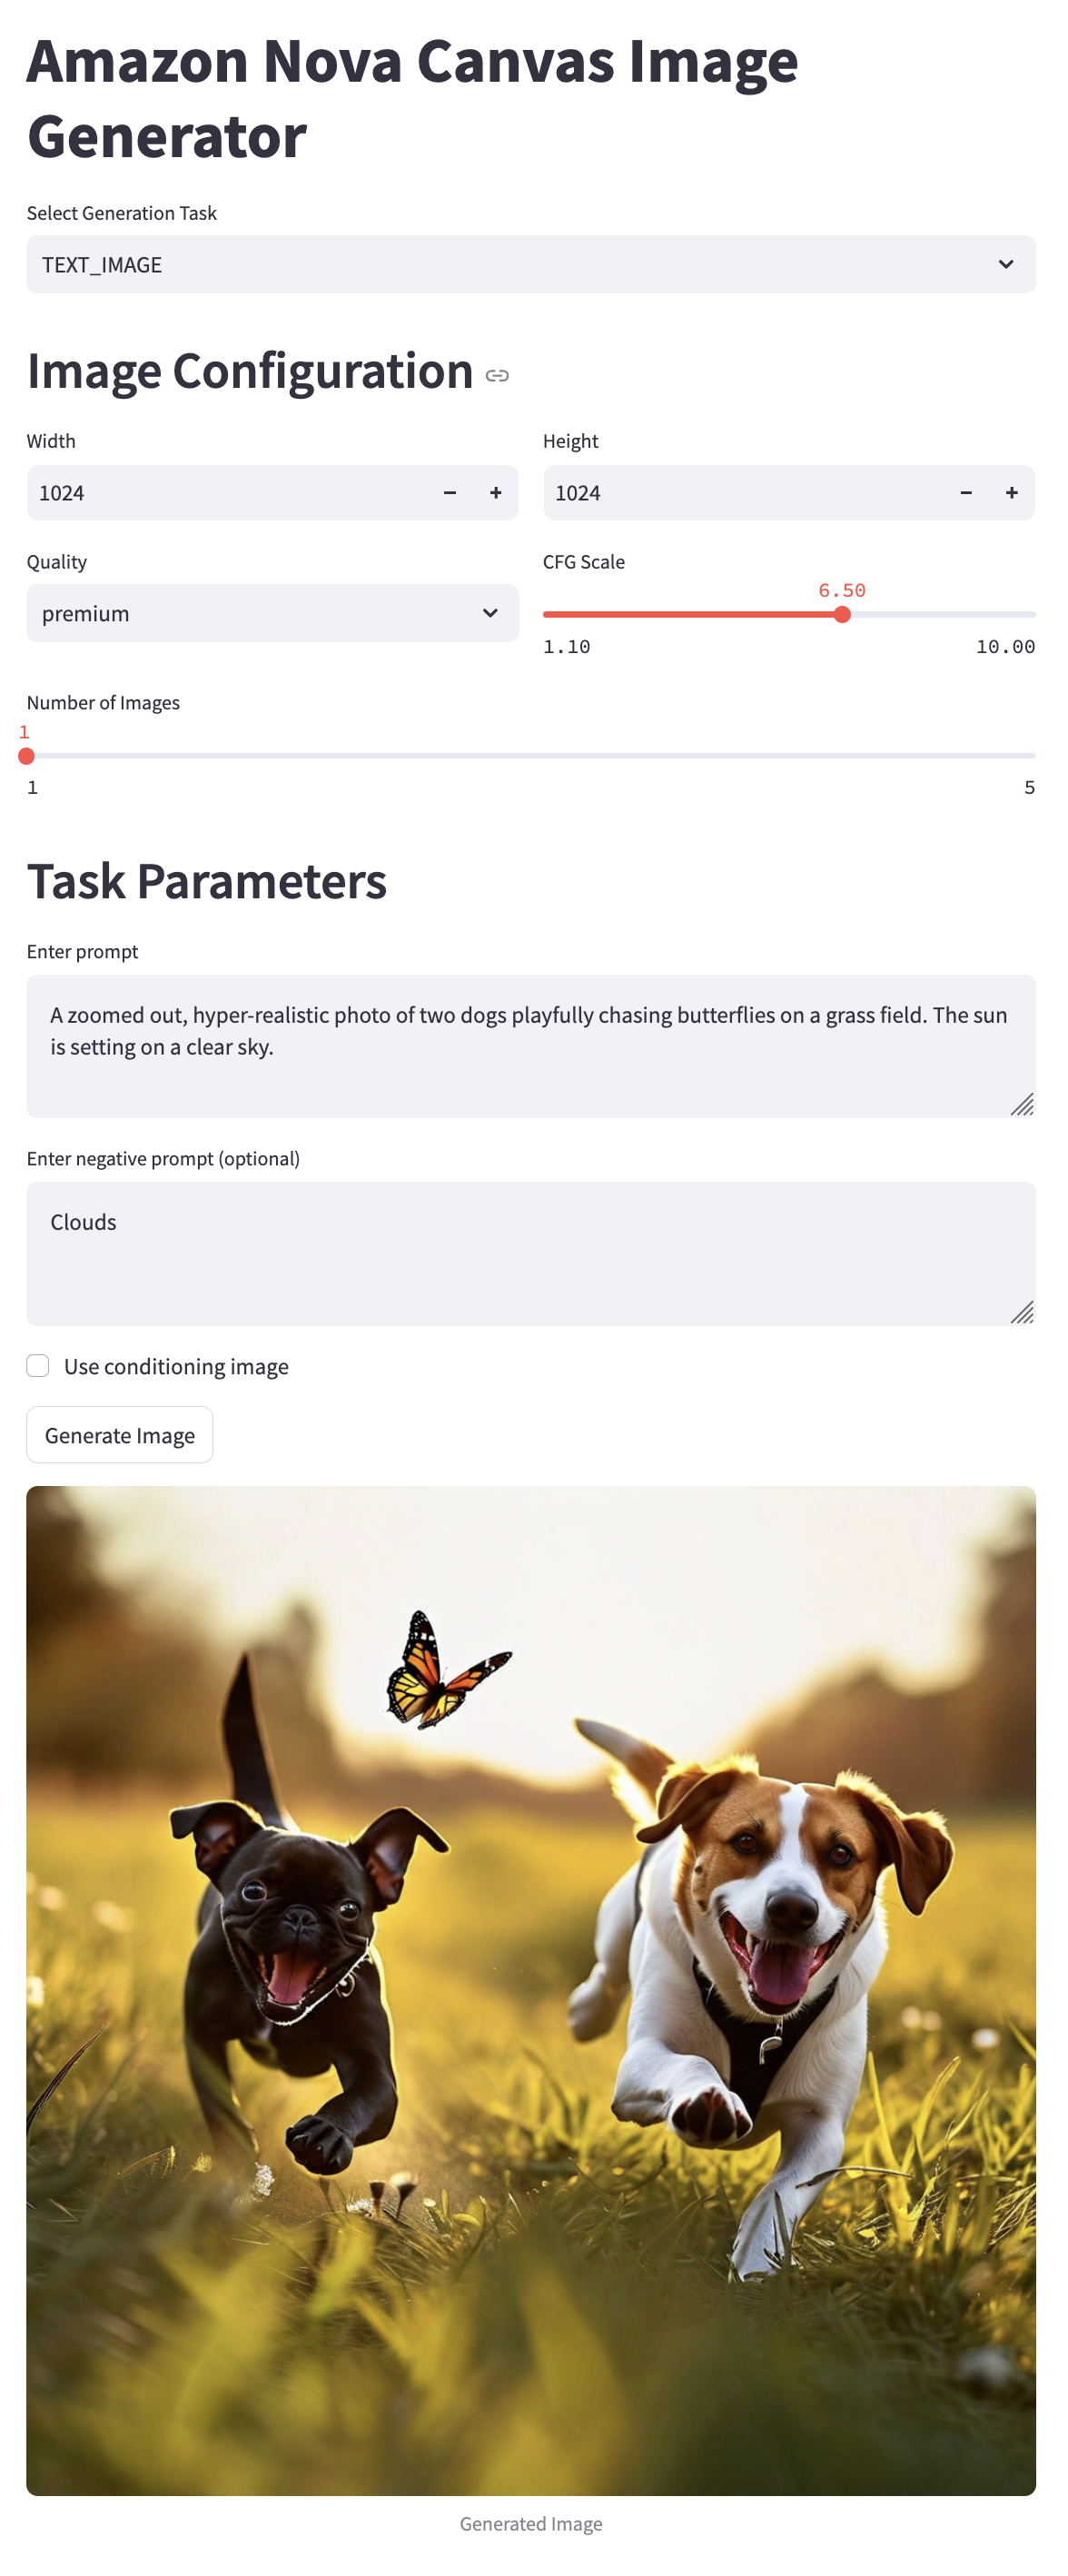 Amazon Nova Canvas Image
Generator
Select Generation Task
TEXT_IMAGE
Image Configuration
Width
Height
1024
1024
Quality
CFG Scale
premium
6.50
1.10
10.00
Number of Images
1
1
5
Task Parameters
Enter prompt
A zoomed out, hyper-realistic photo of two dogs playfully chasing butterflies on a grass field. The sun
is setting on a clear sky.
Enter negative prompt (optional)
Clouds
Use conditioning image
Generate Image
Generated Image